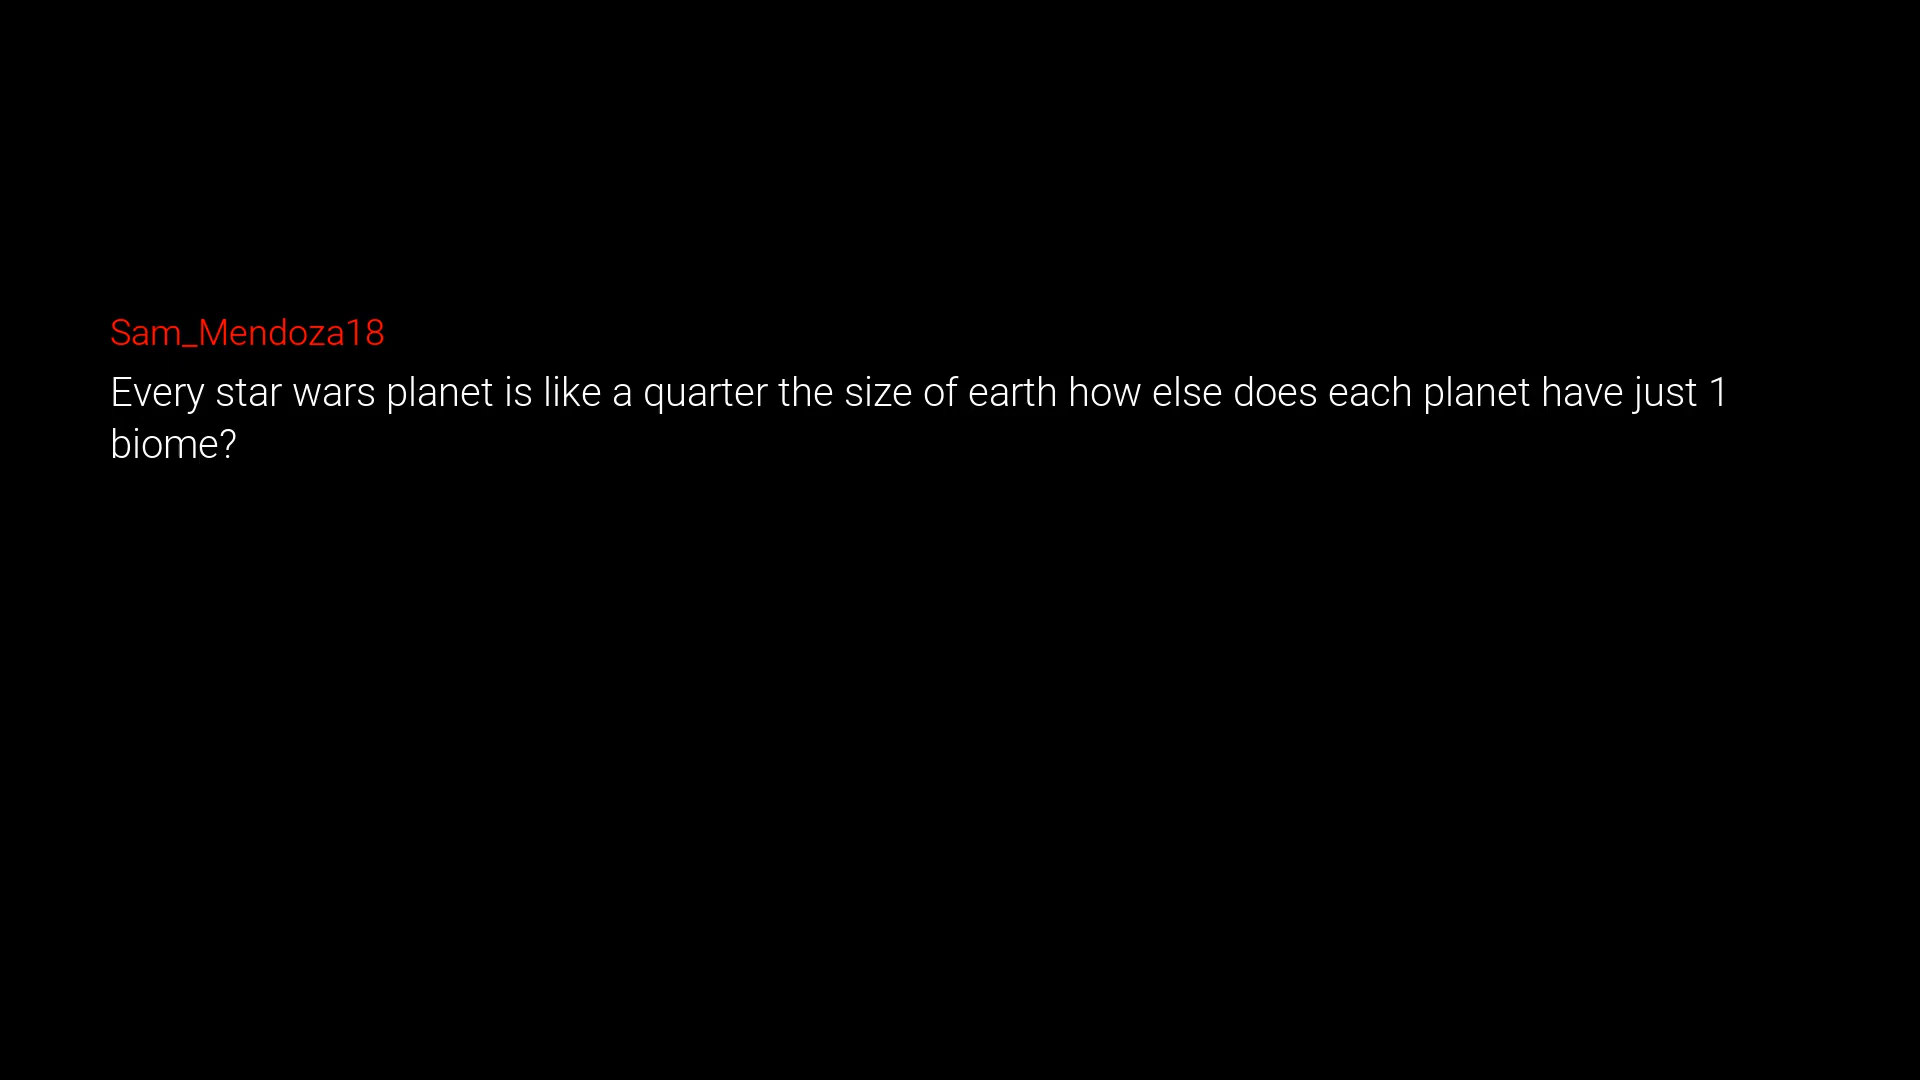 Sam_Mendoza18
Every star wars planet is like a quarter the size of earth how else does each planet have just 1
biome?